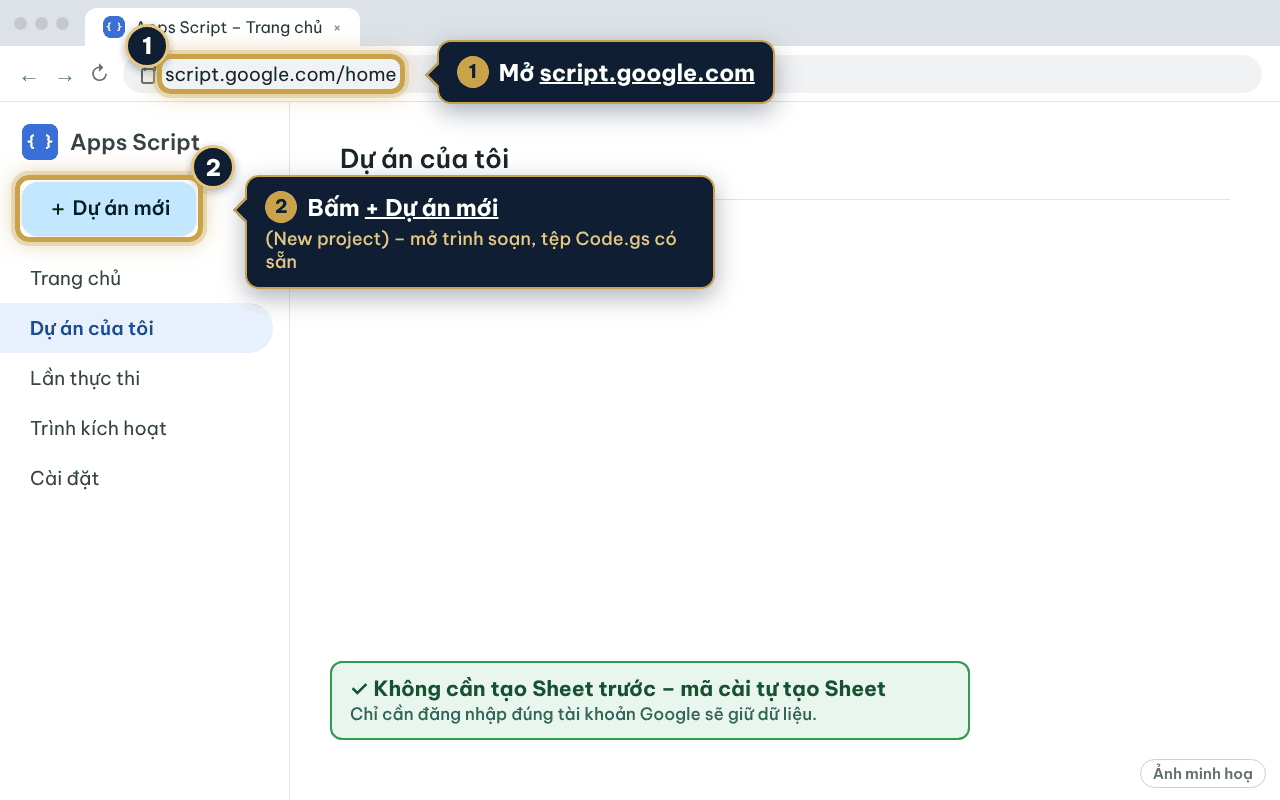 { } Apps Script – Trang chủ ×
1
← → script.google.com/home
1 Mở script.google.com
{ } Apps Script
2
+ Dự án mới
Dự án của tôi
2 Bấm + Dự án mới
(New project) – mở trình soạn, tệp Code.gs có
sẵn
Trang chủ
Dự án của tôi
Lần thực thi
Trình kích hoạt
Cài đặt
✓ Không cần tạo Sheet trước – mã cài tự tạo Sheet
Chỉ cần đăng nhập đúng tài khoản Google sẽ giữ dữ liệu.
Ảnh minh hoạ